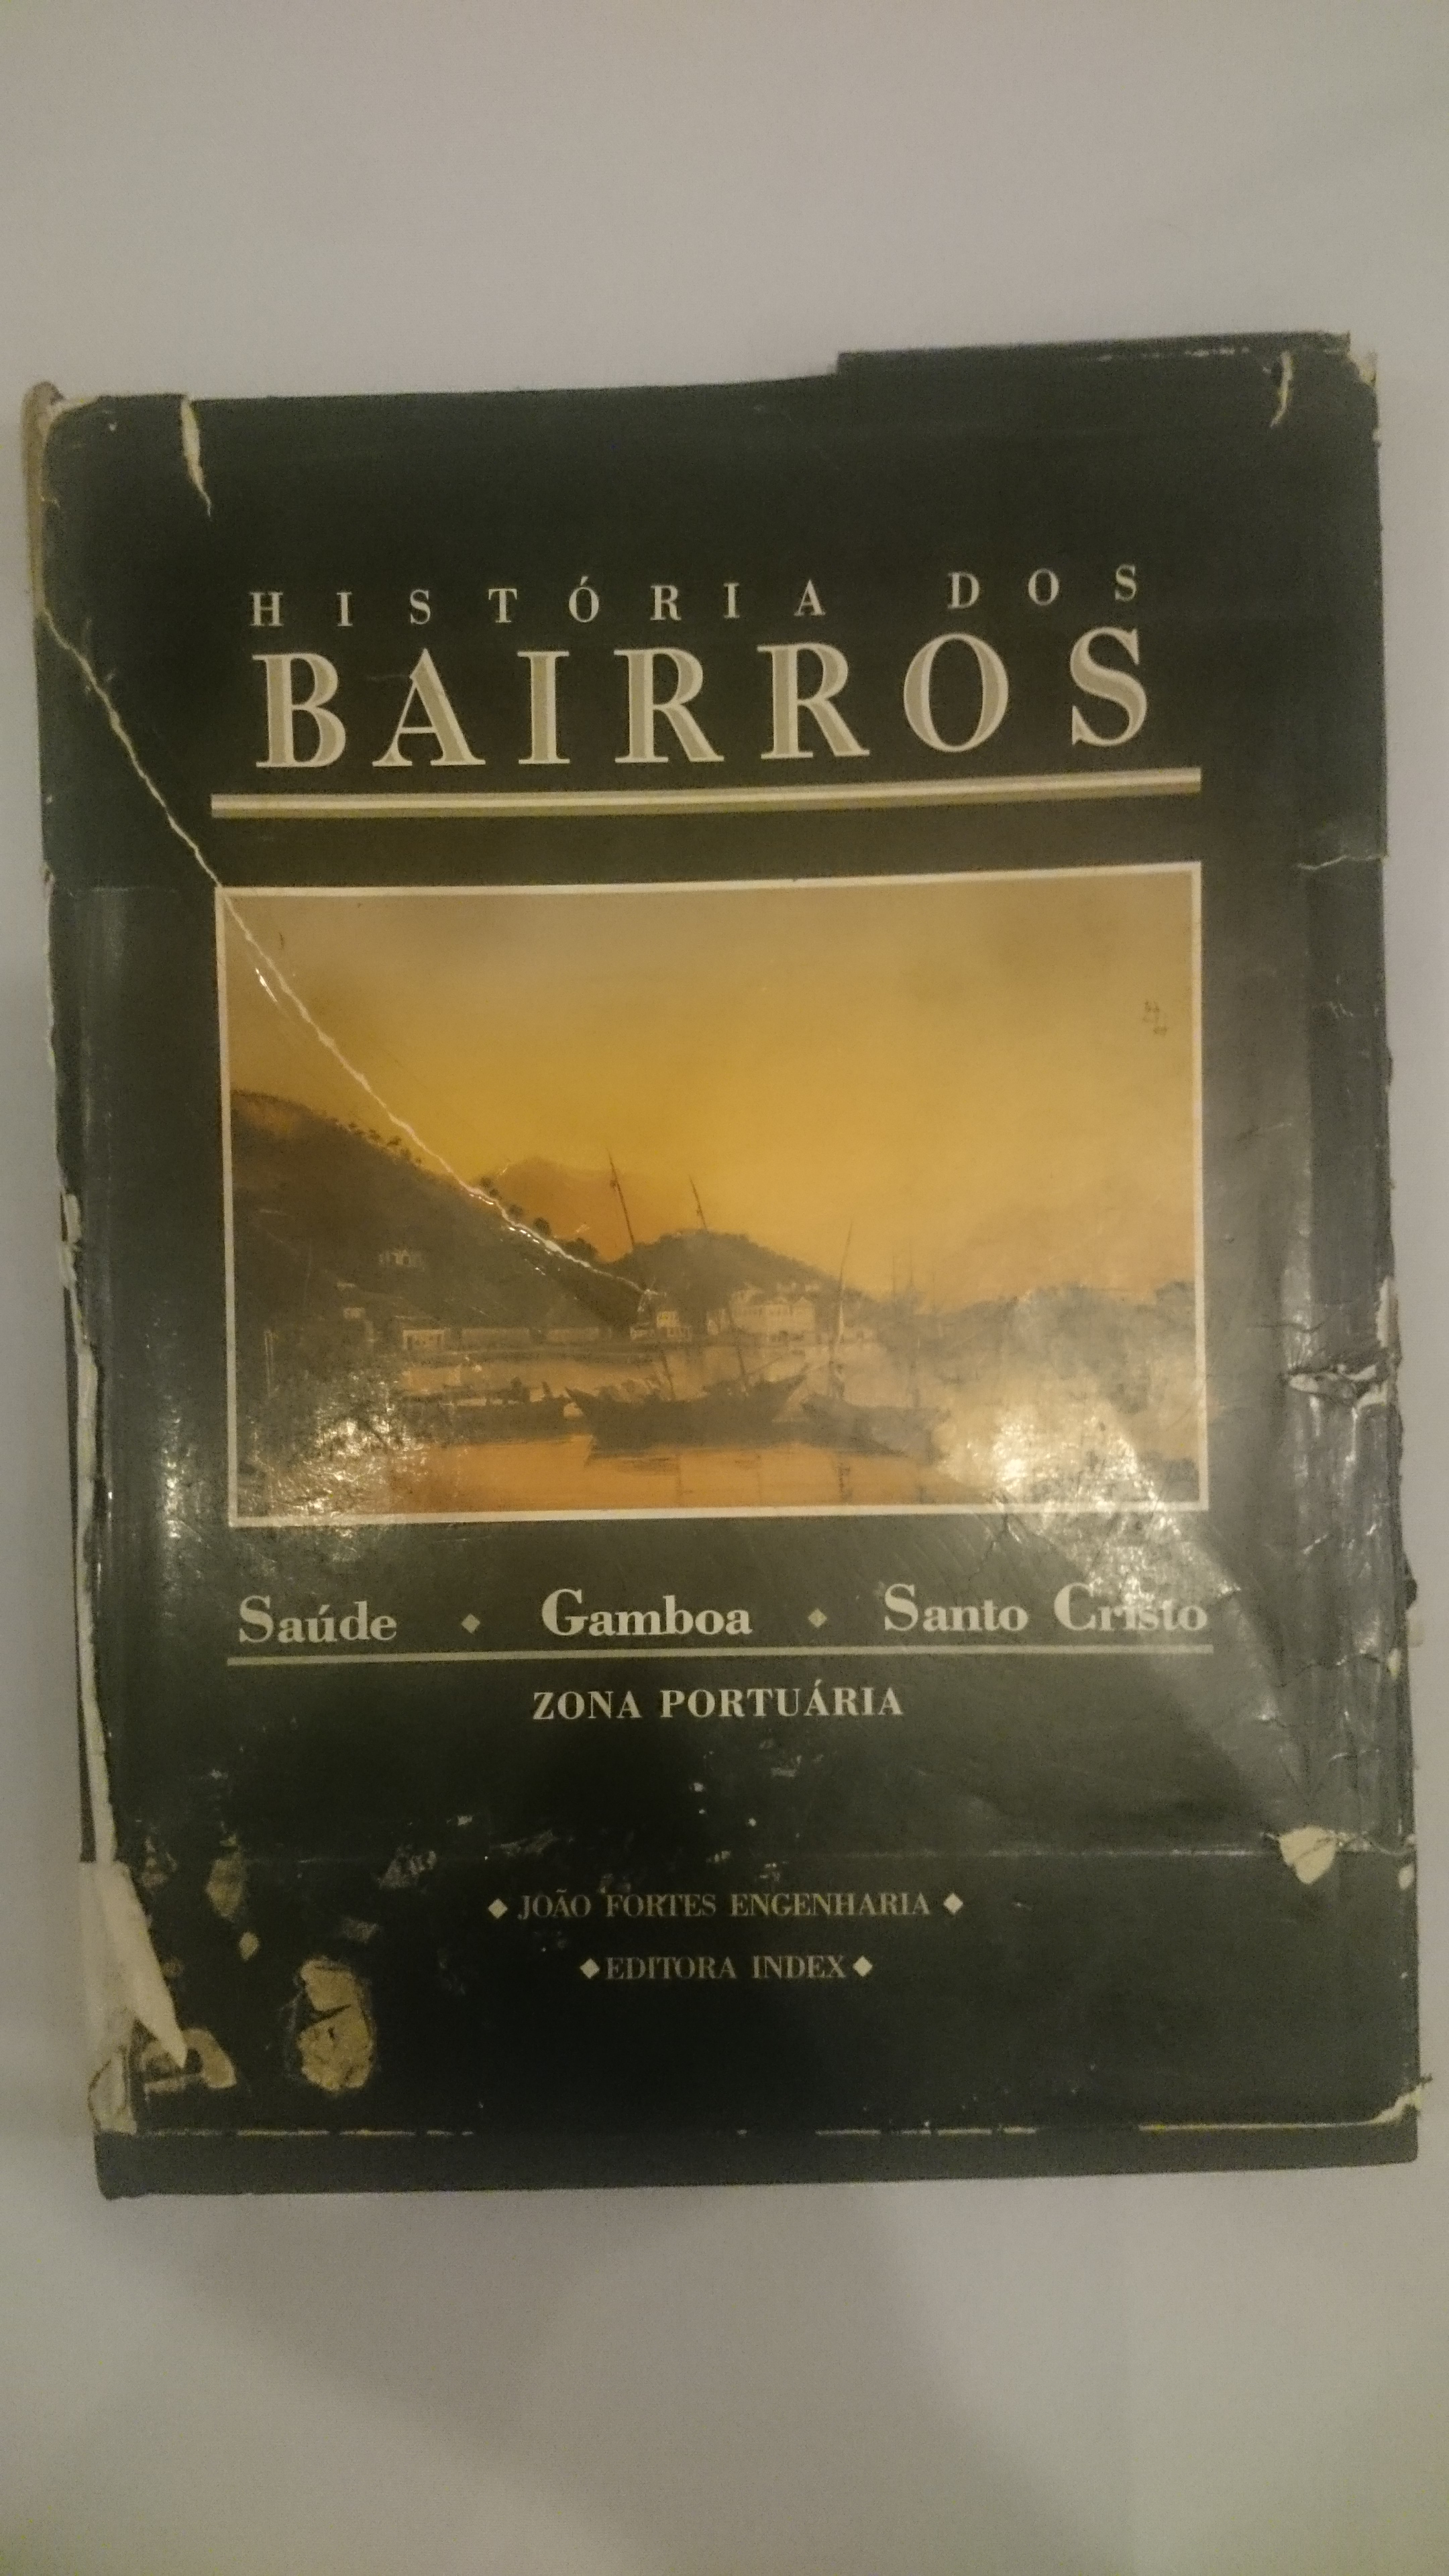 HISTÓRIA DOS
BAIRROS
Saúde ◆ Gamboa ◆ Santo Cristo
ZONA PORTUÁRIA
◆ JOÃO FORTES ENGENHARIA ◆
◆ EDITORA INDEX ◆